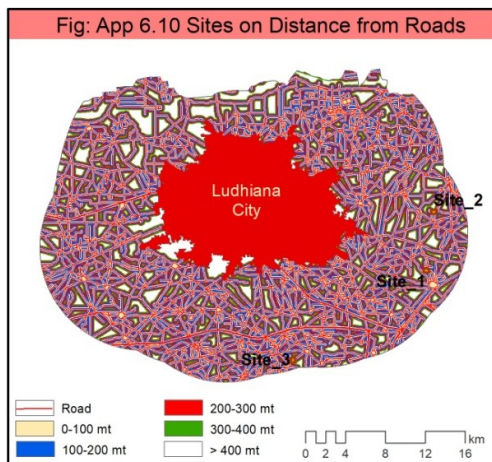 Fig: App 6.10 Sites on Distance from Roads
Ludhiana
City
Site_2
Site_1
Site_3
Road
0-100 mt
100-200 mt
200-300 mt
300-400 mt
> 400 mt
km
0 2 4 8 12 16